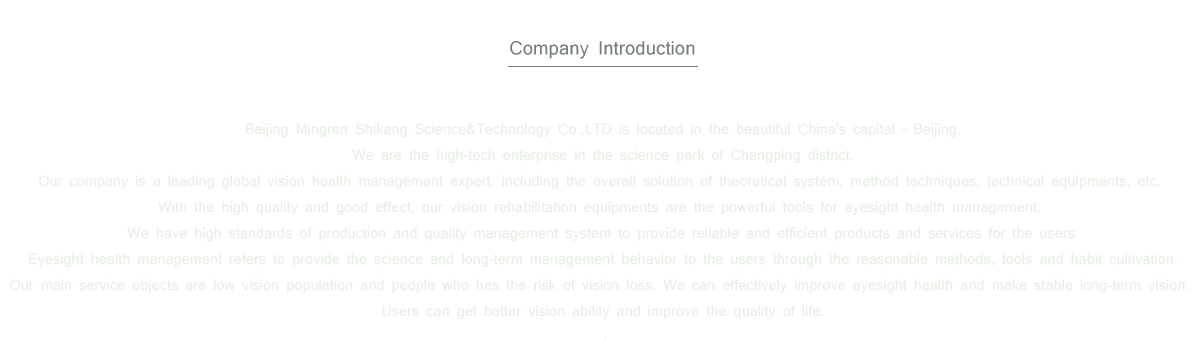 Company Introduction
Beijing Mingren Shikang Science&Technology Co.,LTD is located in the beautiful China's capital - Beijing.
We are the high-tech enterprise in the science park of Changping district.
Our company is a leading global vision health management expert, including the overall solution of theoretical system, method techniques, technical equipments, etc.
With the high quality and good effect, our vision rehabilitation equipments are the powerful tools for eyesight health management.
We have high standards of production and quality management system to provide reliable and efficient products and services for the users.
Eyesight health management refers to provide the science and long-term management behavior to the users through the reasonable methods, tools and habit cultivation.
Our main service objects are low vision population and people who has the risk of vision loss. We can effectively improve eyesight health and make stable long-term vision.
Users can get better vision ability and improve the quality of life.
.